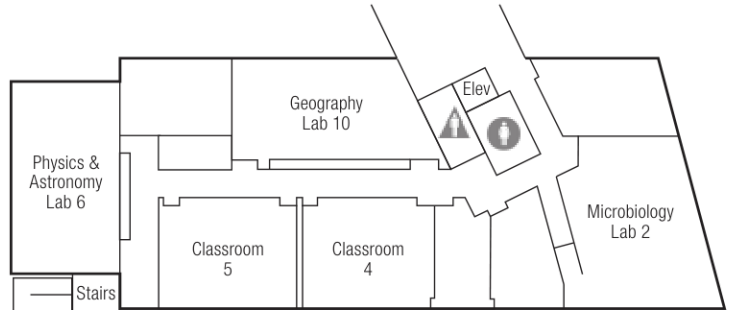 Elev
Geography
Lab 10
Physics &
Astronomy
Lab 6
Microbiology
Lab 2
Classroom
5
Classroom
4
Stairs